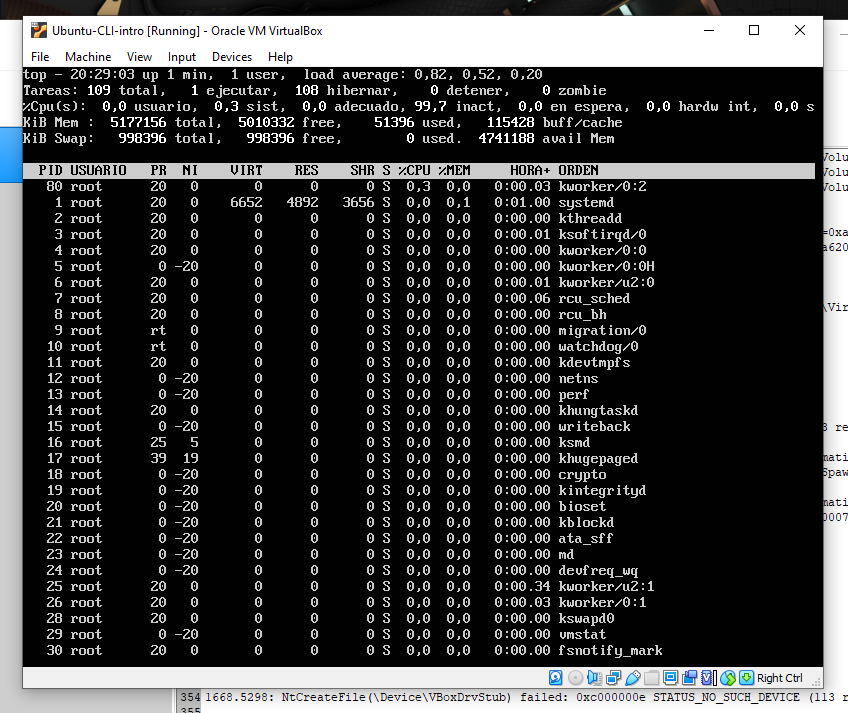 Ubuntu-CLI-intro [Running] - Oracle VM VirtualBox
File Machine View Input Devices Help
top - 20:29:03 up 1 min, 1 user, load average: 0,82, 0,52, 0,20
Tareas: 109 total, 1 ejecutar, 108 hibernar, 0 detener, 0 zombie
%Cpu(s): 0,0 usuario, 0,3 sist, 0,0 adecuado, 99,7 inact, 0,0 en espera, 0,0 hardw int, 0,0 s
KiB Mem : 5177156 total, 5010332 free, 51396 used, 115428 buff/cache
KiB Swap: 998396 total, 998396 free, 0 used. 4741188 avail Mem
PID USUARIO PR NI VIRT RES SHR S %CPU %MEM HORA+ ORDEN
80 root 20 0 0 0 0 S 0,3 0,0 0:00.03 kworker/0:2
1 root 20 0 6652 4892 3656 S 0,0 0,1 0:01.00 systemd
2 root 20 0 0 0 0 S 0,0 0,0 0:00.00 kthreadd
3 root 20 0 0 0 0 S 0,0 0,0 0:00.01 ksoftirqd/0
4 root 20 0 0 0 0 S 0,0 0,0 0:00.00 kworker/0:0
5 root 0 -20 0 0 0 S 0,0 0,0 0:00.00 kworker/0:0H
6 root 20 0 0 0 0 S 0,0 0,0 0:00.01 kworker/u2:0
7 root 20 0 0 0 0 S 0,0 0,0 0:00.06 rcu_sched
8 root 20 0 0 0 0 S 0,0 0,0 0:00.00 rcu_bh
9 root rt 0 0 0 0 S 0,0 0,0 0:00.00 migration/0
10 root rt 0 0 0 0 S 0,0 0,0 0:00.00 watchdog/0
11 root 20 0 0 0 0 S 0,0 0,0 0:00.00 kdevtmpfs
12 root 0 -20 0 0 0 S 0,0 0,0 0:00.00 netns
13 root 0 -20 0 0 0 S 0,0 0,0 0:00.00 perf
14 root 20 0 0 0 0 S 0,0 0,0 0:00.00 khungtaskd
15 root 0 -20 0 0 0 S 0,0 0,0 0:00.00 writeback
16 root 25 5 0 0 0 S 0,0 0,0 0:00.00 ksmd
17 root 39 19 0 0 0 S 0,0 0,0 0:00.00 khugepaged
18 root 0 -20 0 0 0 S 0,0 0,0 0:00.00 crypto
19 root 0 -20 0 0 0 S 0,0 0,0 0:00.00 kintegrityd
20 root 0 -20 0 0 0 S 0,0 0,0 0:00.00 bioset
21 root 0 -20 0 0 0 S 0,0 0,0 0:00.00 kblockd
22 root 0 -20 0 0 0 S 0,0 0,0 0:00.00 ata_sff
23 root 0 -20 0 0 0 S 0,0 0,0 0:00.00 md
24 root 0 -20 0 0 0 S 0,0 0,0 0:00.00 devfreq_wq
25 root 20 0 0 0 0 S 0,0 0,0 0:00.34 kworker/u2:1
26 root 20 0 0 0 0 S 0,0 0,0 0:00.03 kworker/0:1
28 root 20 0 0 0 0 S 0,0 0,0 0:00.00 kswapd0
29 root 0 -20 0 0 0 S 0,0 0,0 0:00.00 vmstat
30 root 20 0 0 0 0 S 0,0 0,0 0:00.00 fsnotify_mark
Right Ctrl
354 1668.5298: NtCreateFile(\Device\VBoxDrvStub) failed: 0xc000000e STATUS_NO_SUCH_DEVICE (113 r